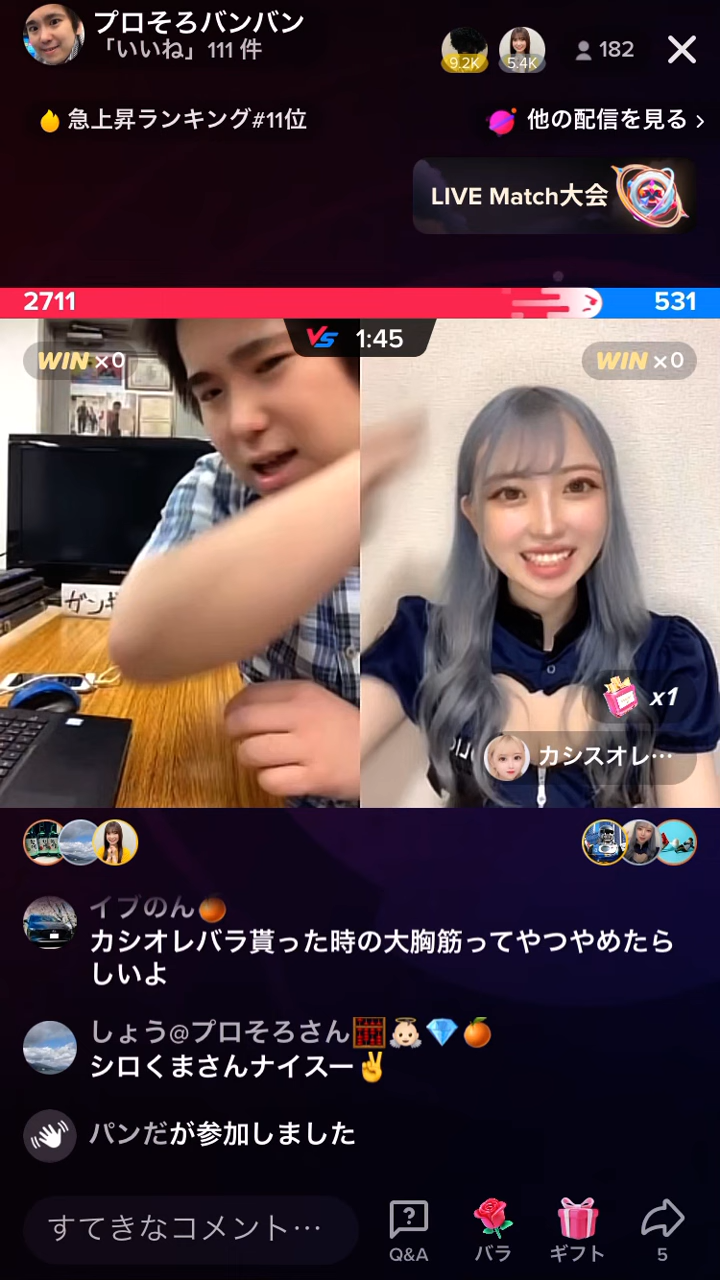 プロそろバンバン
「いいね」111 件
9.2K
5.4K
182
急上昇ランキング#11位
他の配信を見る
LIVE Match大会
2711
531
VS 1:45
WIN ×0
WIN ×0
ガンギ
x1
カシスオレ…
イブのん🍊
カシオレバラ貰った時の大胸筋ってやつやめたら
しいよ
しょう@プロそろさん🧮👼🏻💎🍊
シロくまさんナイスー✌️
パンだが参加しました
すてきなコメント…
Q&A
バラ
ギフト
5